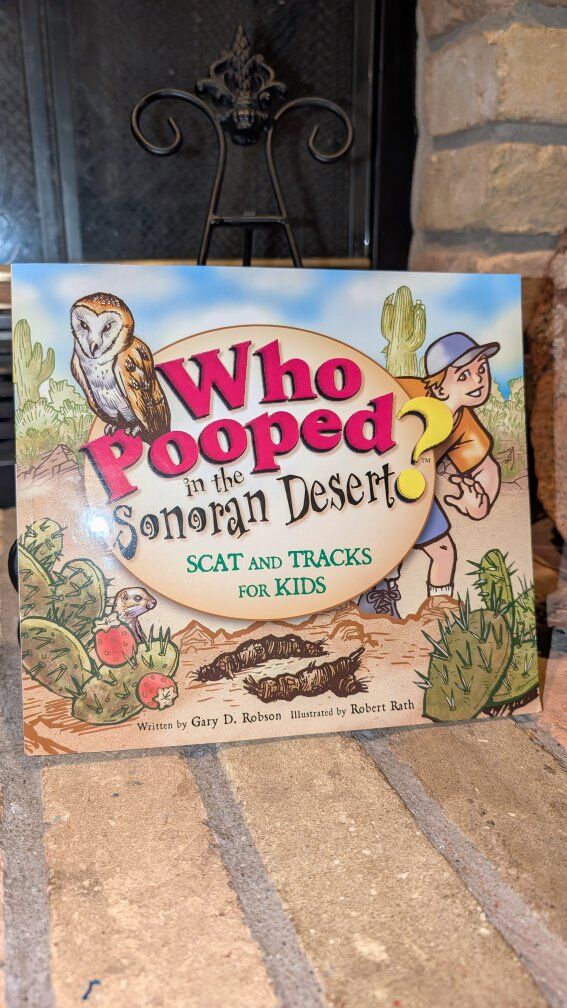 Who
Pooped?™
in the
Sonoran Desert
SCAT AND TRACKS
FOR KIDS
Written by Gary D. Robson Illustrated by Robert Rath